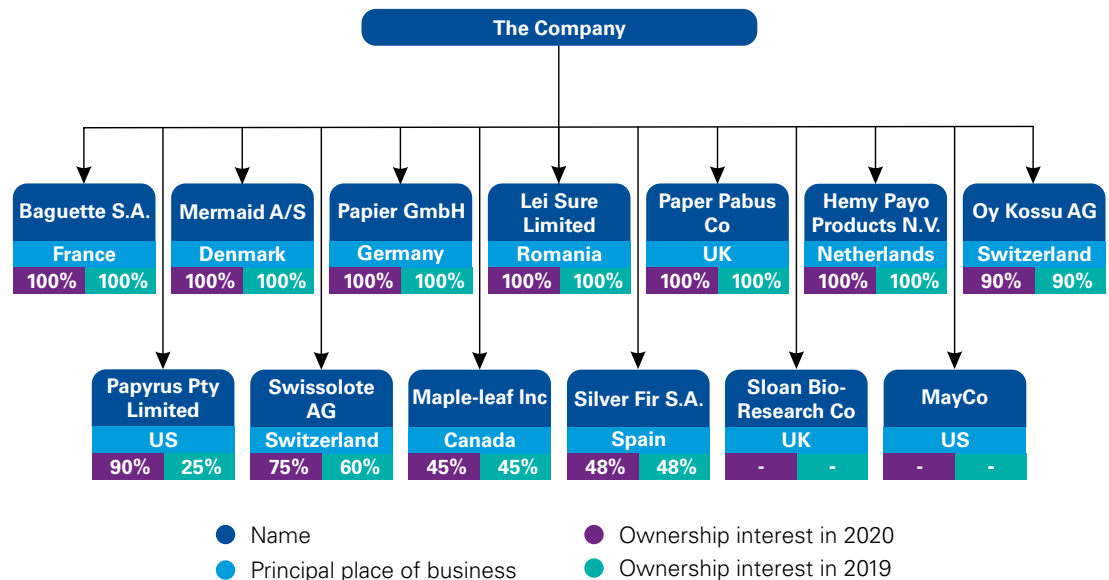 The Company
Baguette S.A.
France
100% 100%
Mermaid A/S
Denmark
100% 100%
Papier GmbH
Germany
100% 100%
Lei Sure
Limited
Romania
100% 100%
Paper Pabus
Co
UK
100% 100%
Hemy Payo
Products N.V.
Netherlands
100% 100%
Oy Kossu AG
Switzerland
90% 90%
Papyrus Pty
Limited
US
90% 25%
Swissolote
AG
Switzerland
75% 60%
Maple-leaf Inc
Canada
45% 45%
Silver Fir S.A.
Spain
48% 48%
Sloan Bio-
Research Co
UK
- -
MayCo
US
- -
Name
Principal place of business
Ownership interest in 2020
Ownership interest in 2019